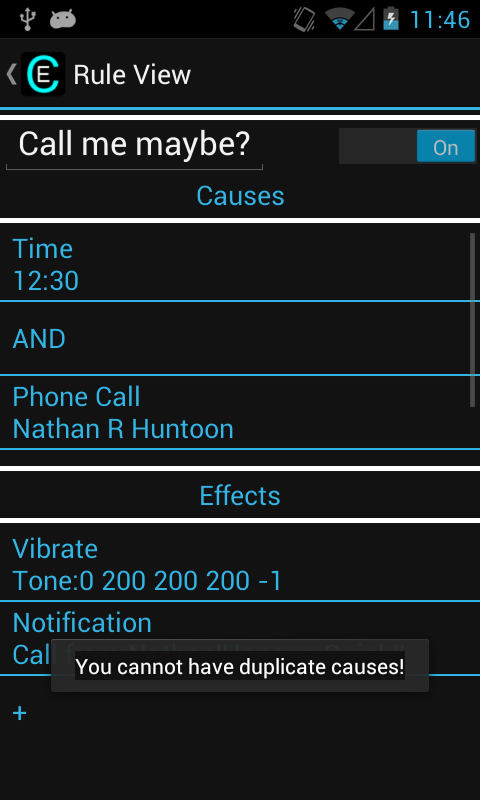 11:46
E
Rule View
Call me maybe?
On
Causes
Time
12:30
AND
Phone Call
Nathan R Huntoon
Effects
Vibrate
Tone:0 200 200 200 -1
Notification
Call
You cannot have duplicate causes!
+